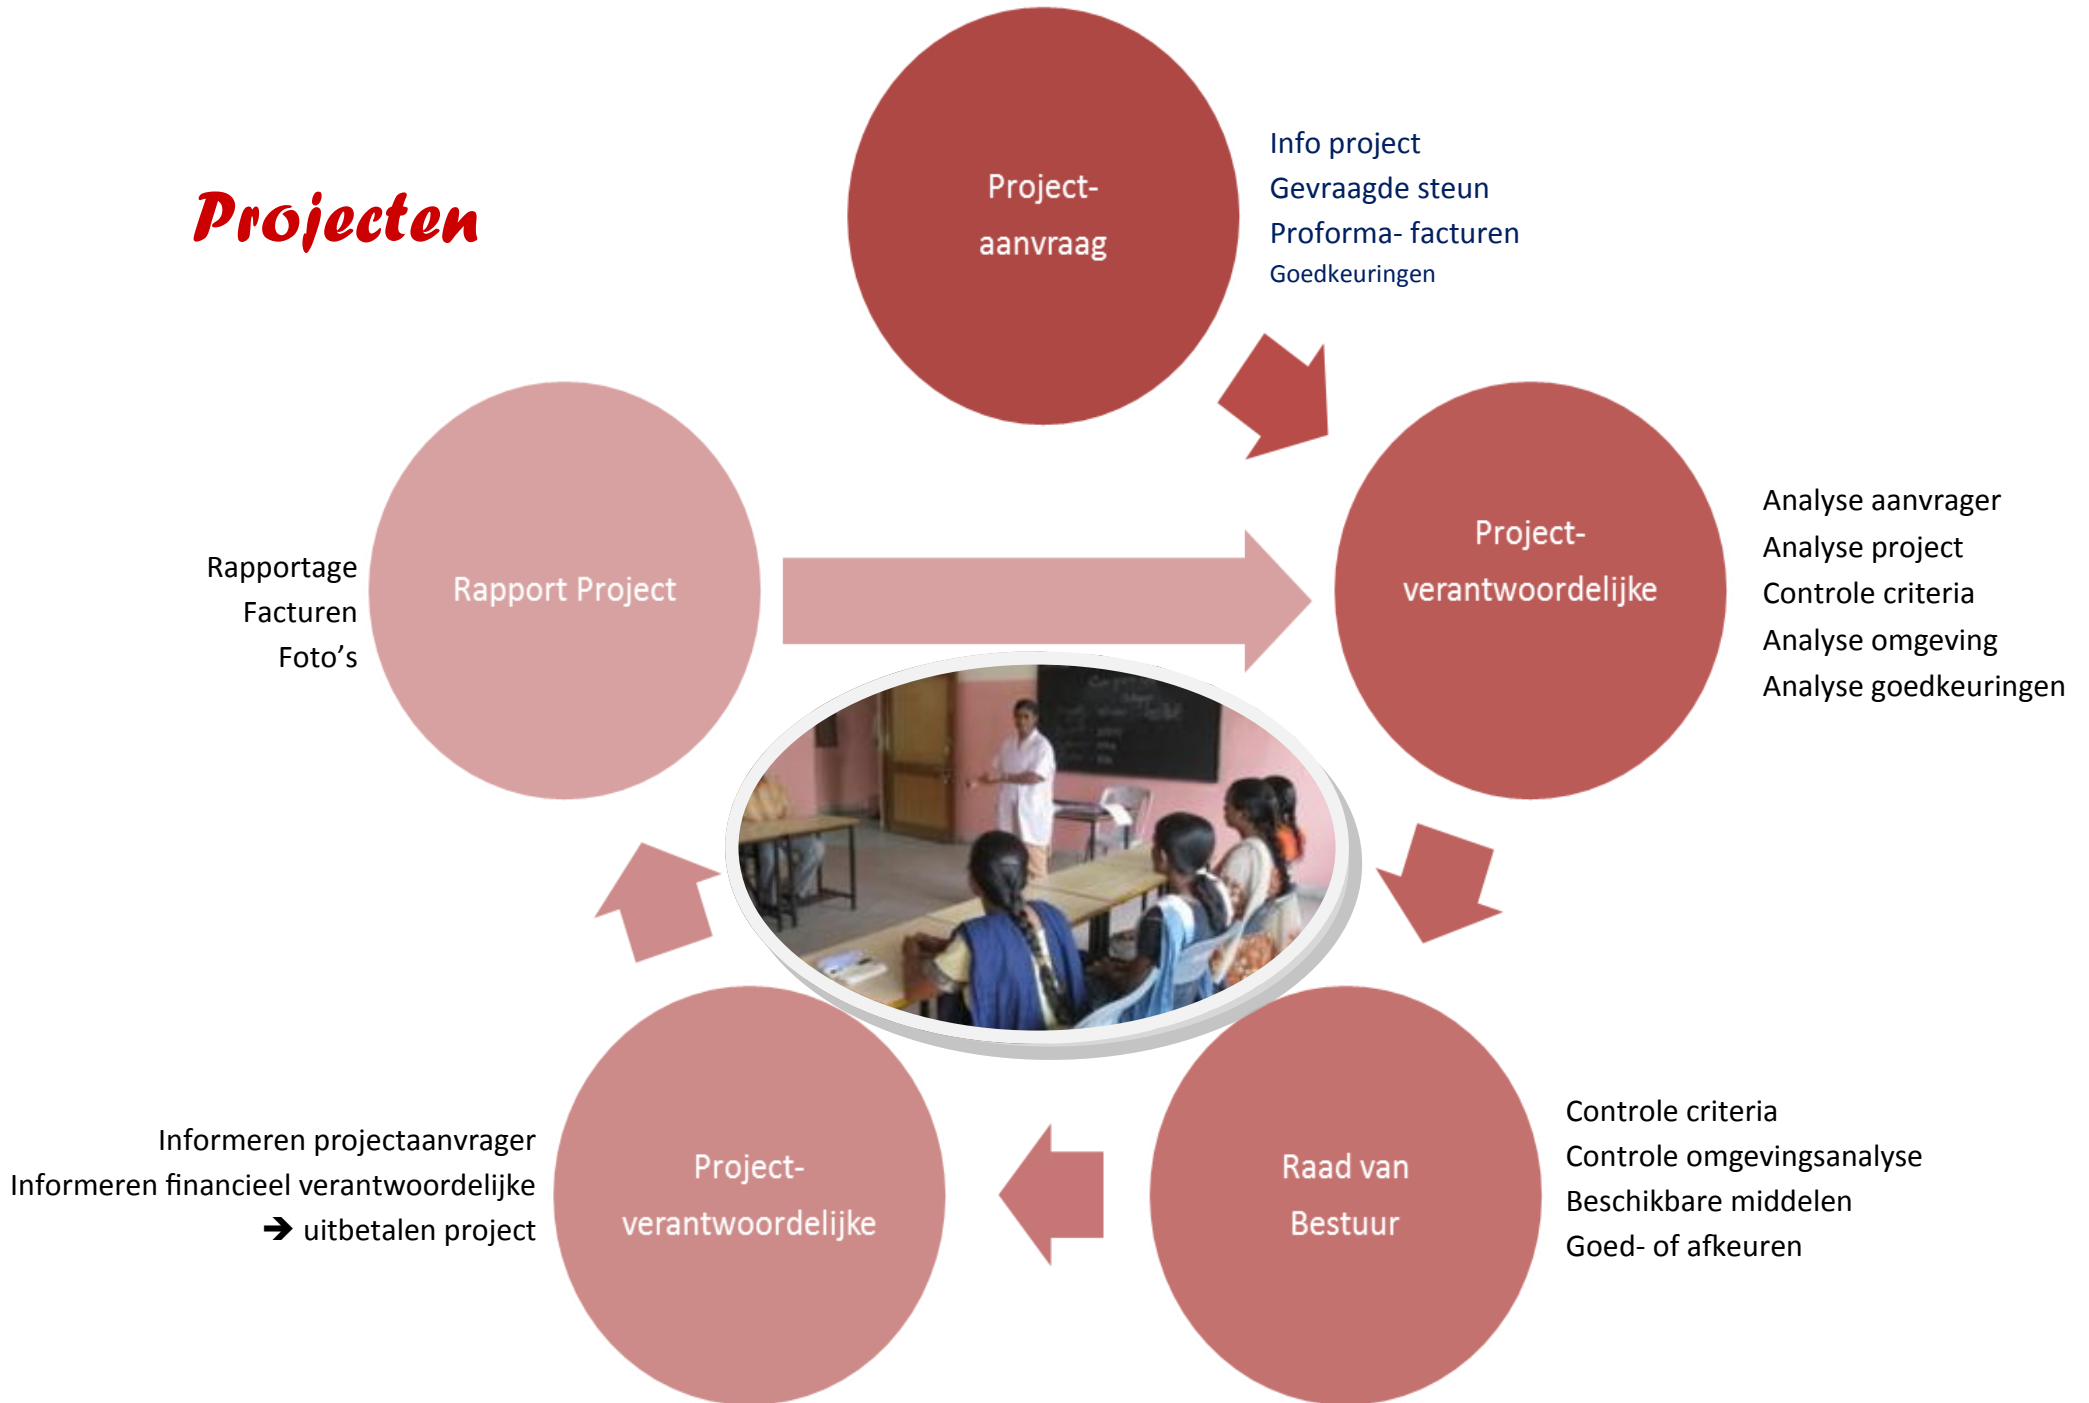 Projecten
Project-
aanvraag
Info project
Gevraagde steun
Proforma- facturen
Goedkeuringen
Project-
verantwoordelijke
Analyse aanvrager
Analyse project
Controle criteria
Analyse omgeving
Analyse goedkeuringen
Raad van
Bestuur
Controle criteria
Controle omgevingsanalyse
Beschikbare middelen
Goed- of afkeuren
Project-
verantwoordelijke
Informeren projectaanvrager
Informeren financieel verantwoordelijke
➔ uitbetalen project
Rapport Project
Rapportage
Facturen
Foto’s